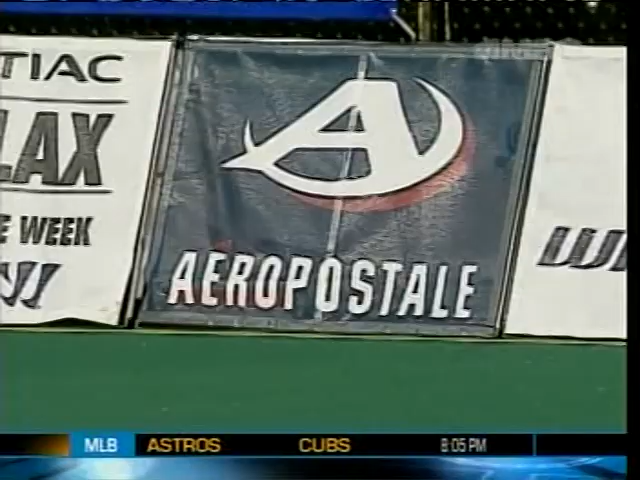 TIAC
LAX
E WEEK
A
AEROPOSTALE
MLB ASTROS CUBS 8:05 PM